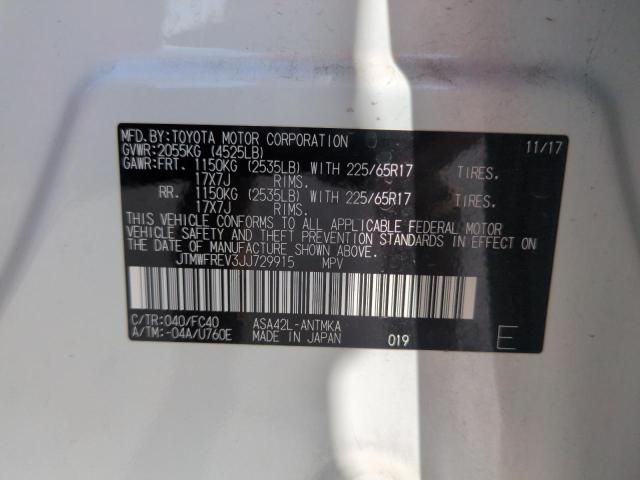 MFD.BY:TOYOTA MOTOR CORPORATION 11/17
GVWR:2055KG (4525LB)
GAWR:FRT. 1150KG (2535LB) WITH 225/65R17 TIRES.
17X7J RIMS.
RR. 1150KG (2535LB) WITH 225/65R17 TIRES.
17X7J RIMS.
THIS VEHICLE CONFORMS TO ALL APPLICABLE FEDERAL MOTOR
VEHICLE SAFETY AND THEFT PREVENTION STANDARDS IN EFFECT ON
THE DATE OF MANUFACTURE SHOWN ABOVE.
JTMWFREV3JJ729915 MPV
C/TR:040/FC40 ASA42L-ANTMKA
A/TM:-04A/U760E MADE IN JAPAN 019 E